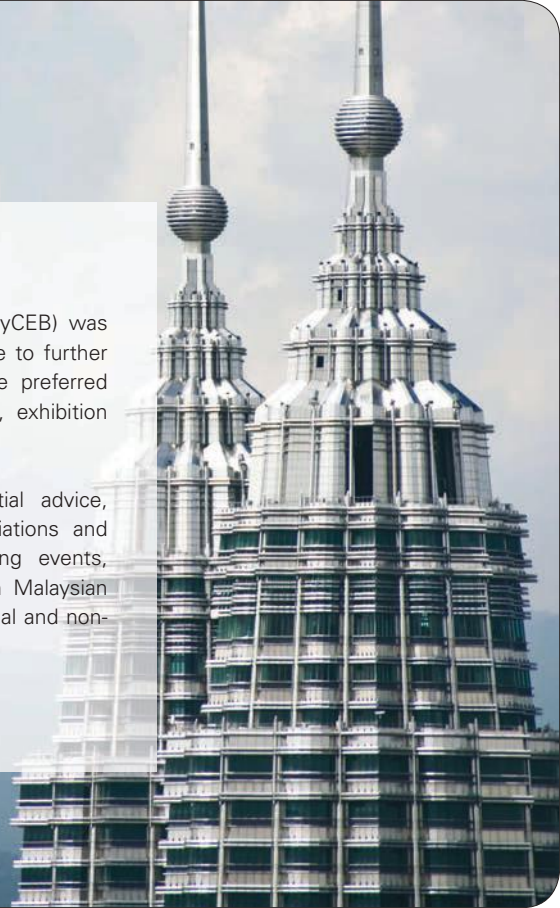 yCEB) was
e to further
e preferred
, exhibition
tial advice,
iations and
ng events,
Malaysian
al and non-